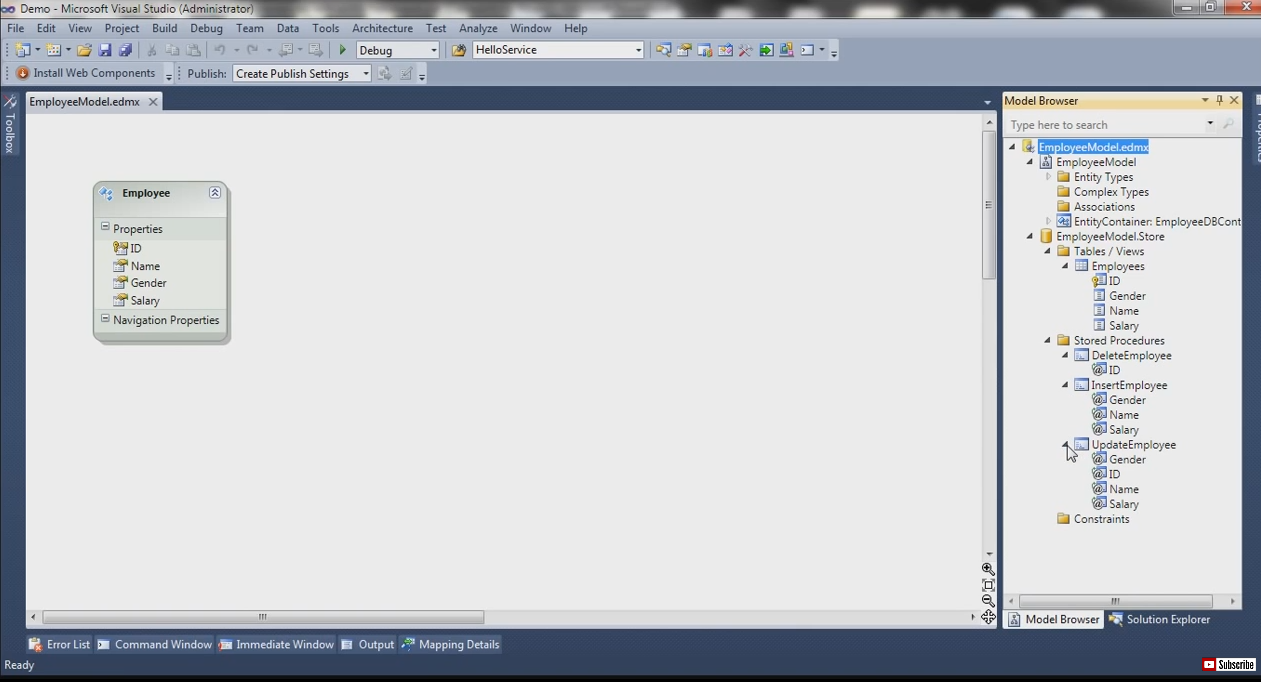 Demo - Microsoft Visual Studio (Administrator)
File Edit View Project Build Debug Team Data Tools Architecture Test Analyze Window Help
Debug HelloService
Install Web Components Publish: Create Publish Settings
EmployeeModel.edmx
Toolbox
Employee
Properties
ID
Name
Gender
Salary
Navigation Properties
Model Browser
Type here to search
EmployeeModel.edmx
EmployeeModel
Entity Types
Complex Types
Associations
EntityContainer: EmployeeDBCont
EmployeeModel.Store
Tables / Views
Employees
ID
Gender
Name
Salary
Stored Procedures
DeleteEmployee
ID
InsertEmployee
Gender
Name
Salary
UpdateEmployee
Gender
ID
Name
Salary
Constraints
Model Browser Solution Explorer
Error List Command Window Immediate Window Output Mapping Details
Ready
Subscribe